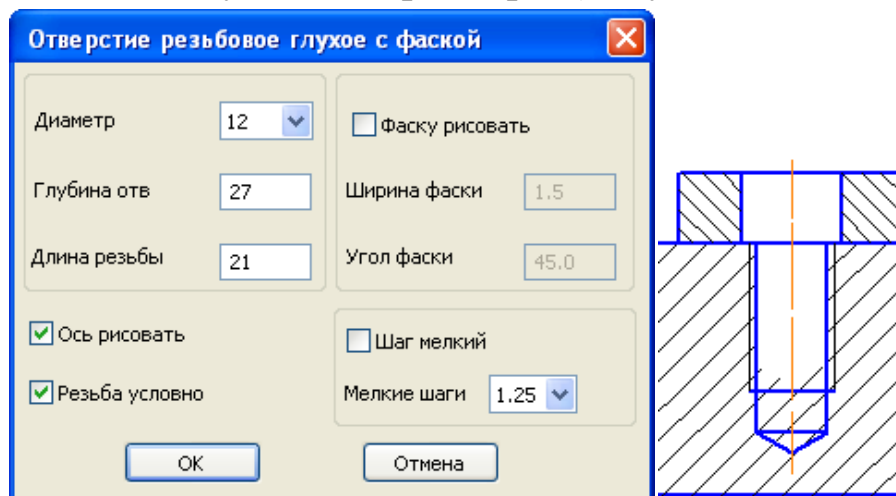 Отверстие резьбовое глухое с фаской
Диаметр 12
Глубина отв 27
Длина резьбы 21
Фаску рисовать
Ширина фаски 1.5
Угол фаски 45.0
Ось рисовать
Резьба условно
Шаг мелкий
Мелкие шаги 1.25
OK
Отмена